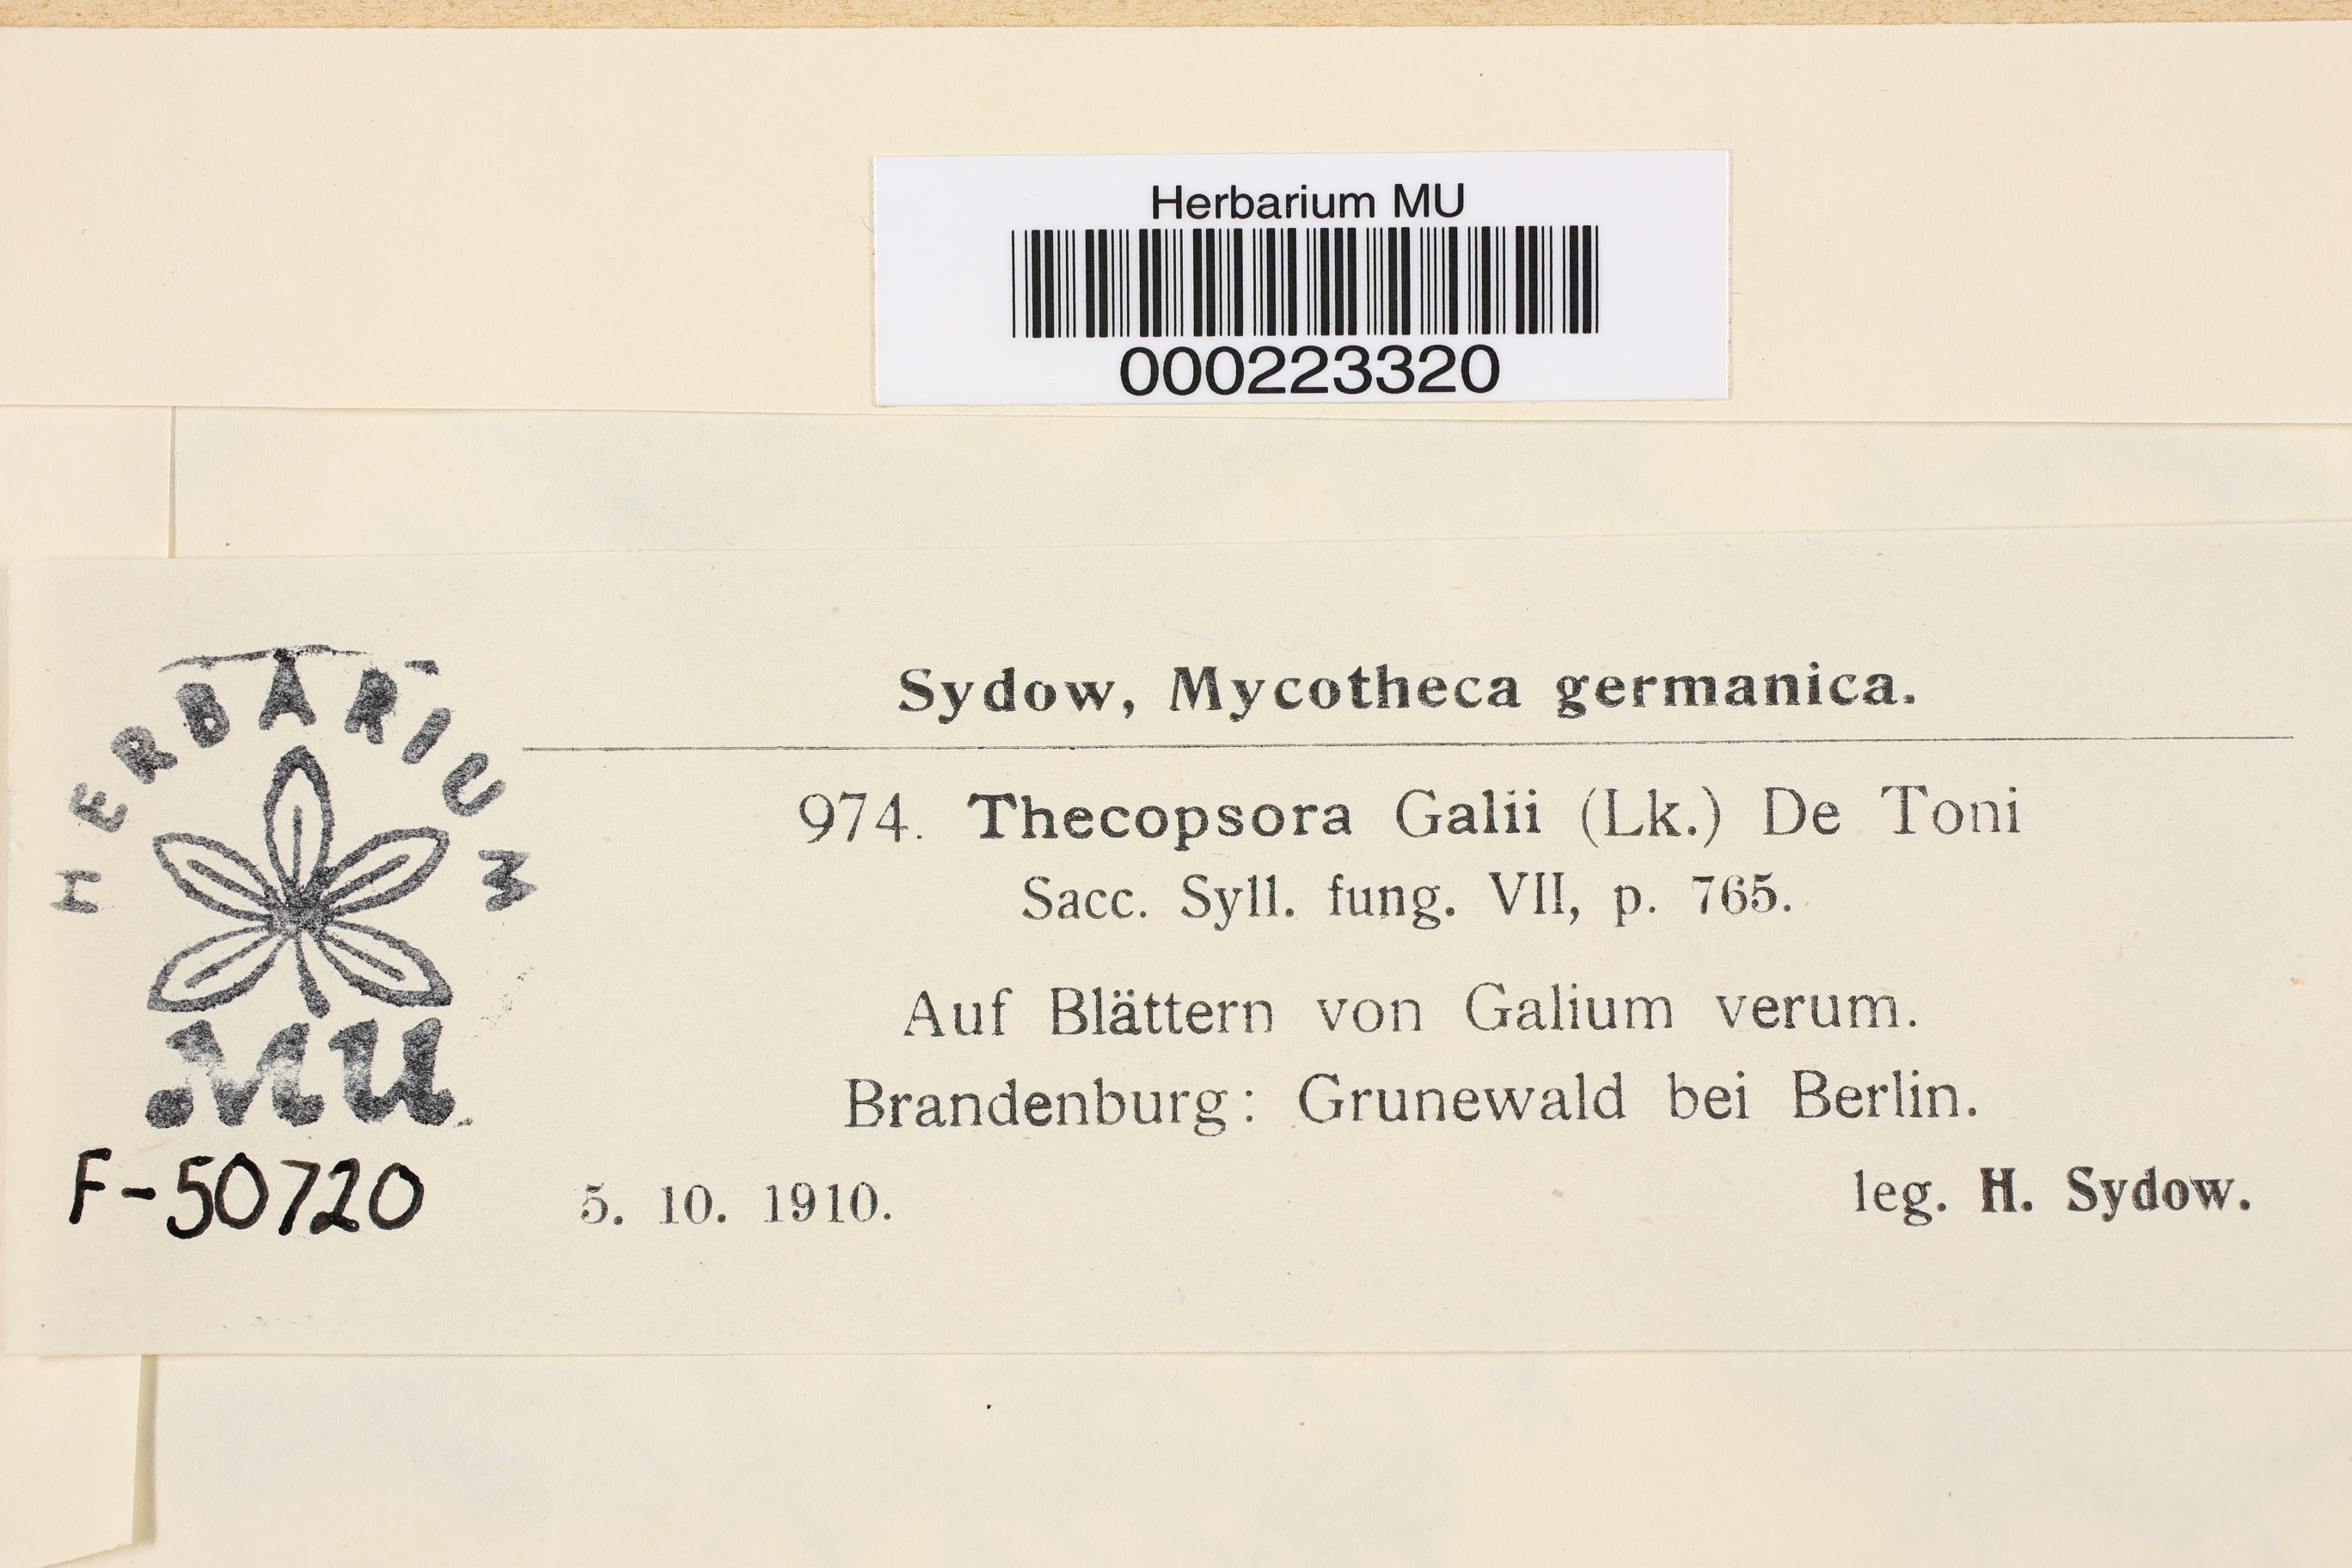 Herbarium MU
000223320
HERBARIUM
MU
F-50720
Sydow, Mycotheca germanica.
974. Thecopsora Galii (Lk.) De Toni
Sacc. Syll. fung. VII, p. 765.
Auf Blättern von Galium verum.
Brandenburg: Grunewald bei Berlin.
5. 10. 1910.
leg. H. Sydow.